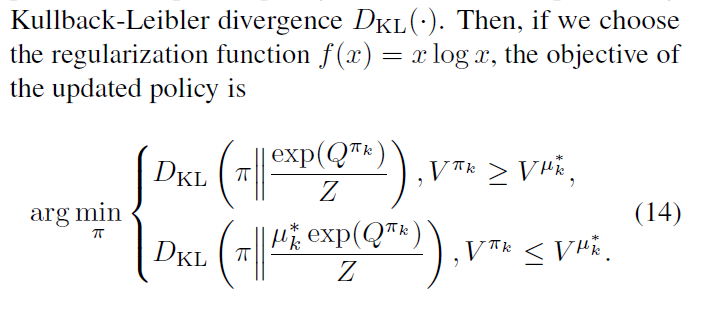 Kullback-Leibler divergence D_KL(·). Then, if we choose
the regularization function f(x) = x log x, the objective of
the updated policy is
arg min_π { D_KL ( π ‖ exp(Q^{π_k}) / Z ) , V^{π_k} ≥ V^{μ_k^*},
D_KL ( π ‖ μ_k^* exp(Q^{π_k}) / Z ) , V^{π_k} ≤ V^{μ_k^*}. (14)